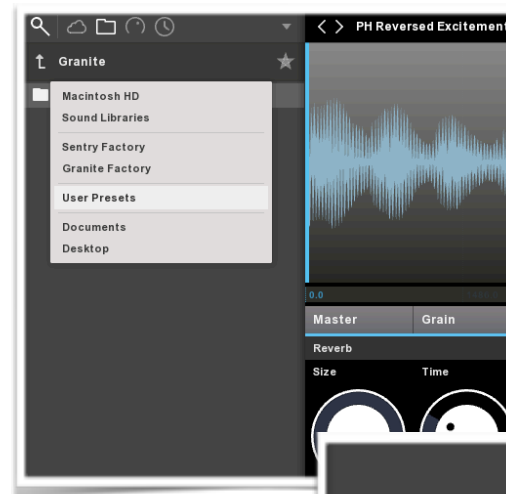 PH Reversed Excitement
Granite
Macintosh HD
Sound Libraries
Sentry Factory
Granite Factory
User Presets
Documents
Desktop
0.0
Master Grain
Reverb
Size Time